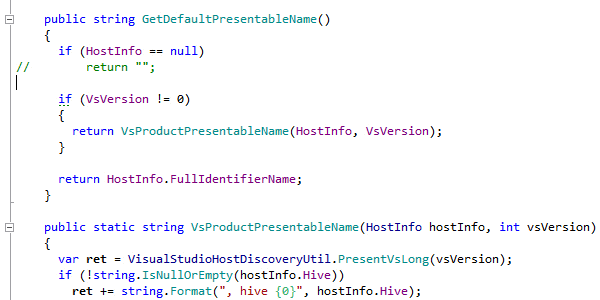 public string GetDefaultPresentableName()
{
if (HostInfo == null)
// return "";
if (VsVersion != 0)
{
return VsProductPresentableName(HostInfo, VsVersion);
}
return HostInfo.FullIdentifierName;
}
public static string VsProductPresentableName(HostInfo hostInfo, int vsVersion)
{
var ret = VisualStudioHostDiscoveryUtil.PresentVsLong(vsVersion);
if (!string.IsNullOrEmpty(hostInfo.Hive))
ret += string.Format(", hive {0}", hostInfo.Hive);